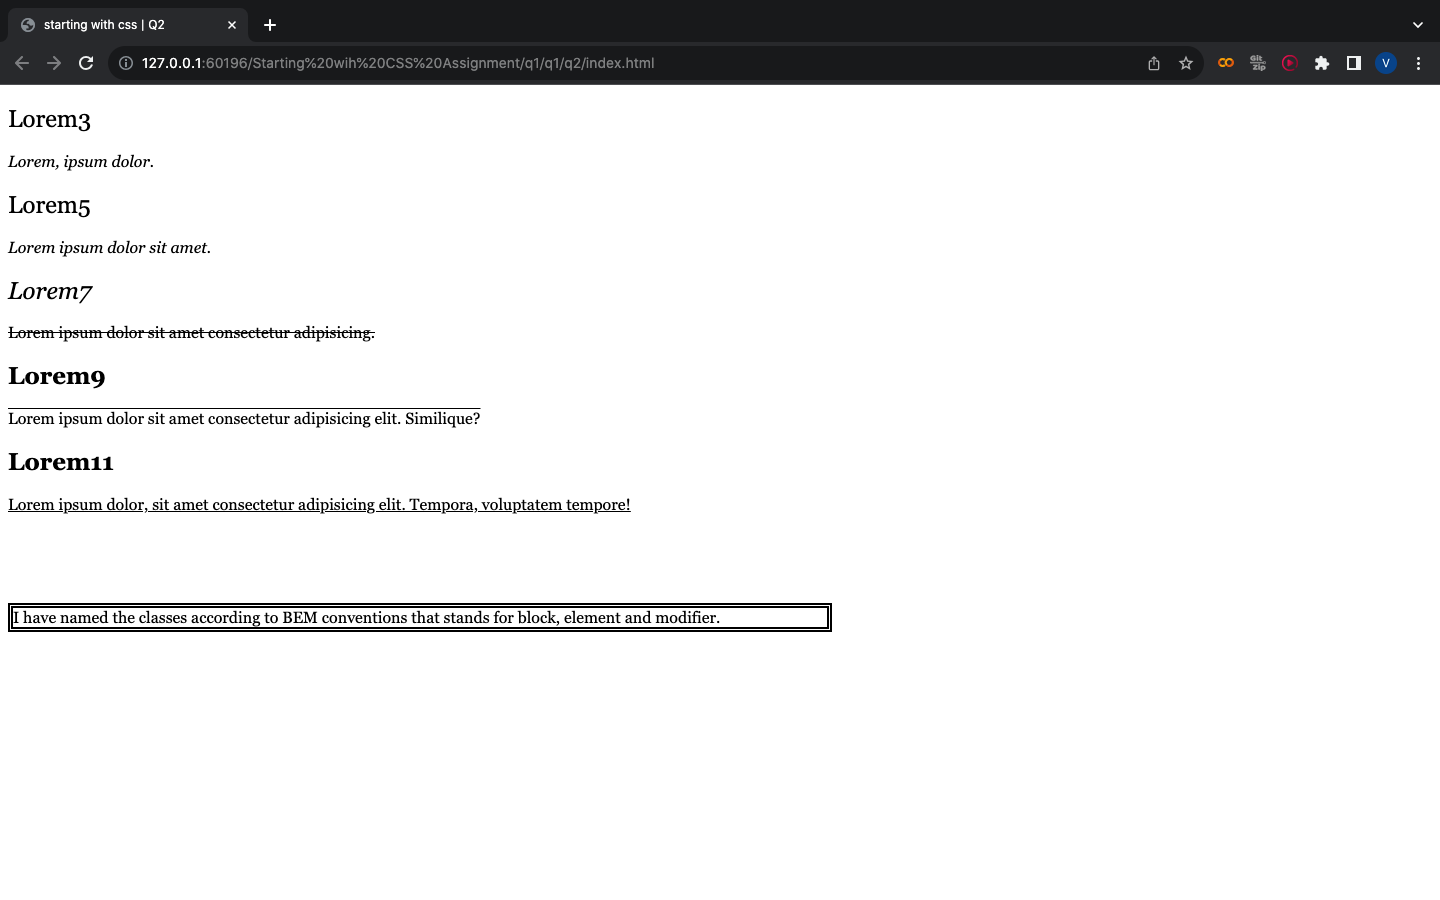 starting with css | Q2
127.0.0.1:60196/Starting%20wih%20CSS%20Assignment/q1/q1/q2/index.html
Git Zip
V
Lorem3
Lorem, ipsum dolor.
Lorem5
Lorem ipsum dolor sit amet.
Lorem7
Lorem ipsum dolor sit amet consectetur adipisicing.
Lorem9
Lorem ipsum dolor sit amet consectetur adipisicing elit. Similique?
Lorem11
Lorem ipsum dolor, sit amet consectetur adipisicing elit. Tempora, voluptatem tempore!
I have named the classes according to BEM conventions that stands for block, element and modifier.